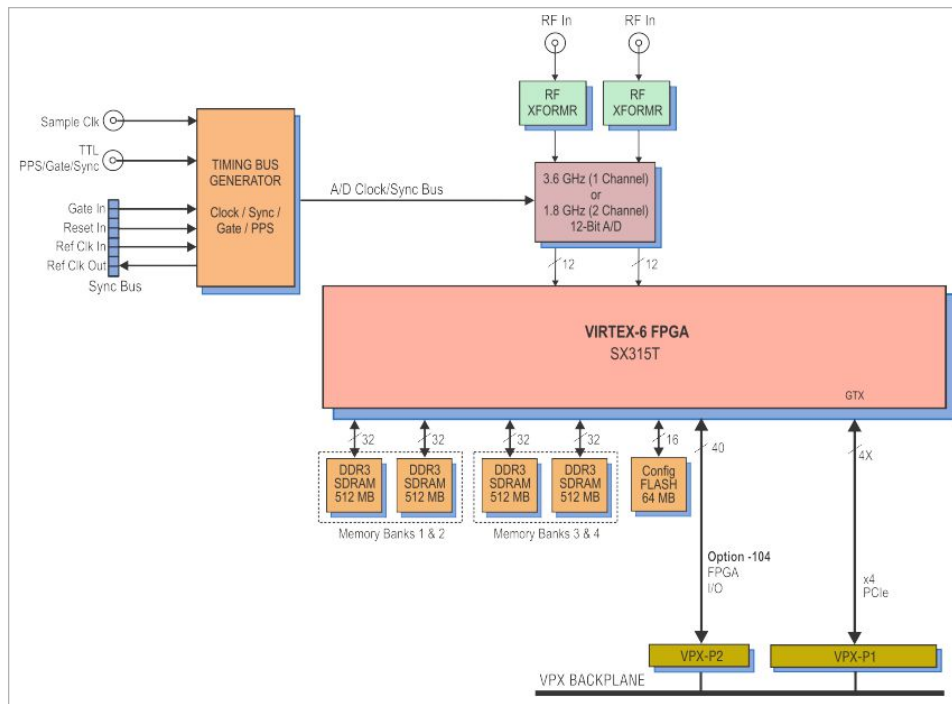 RF In
RF In
RF
XFORMR
RF
XFORMR
Sample Clk
TTL
PPS/Gate/Sync
Gate In
Reset In
Ref Clk In
Ref Clk Out
Sync Bus
TIMING BUS
GENERATOR
Clock / Sync /
Gate / PPS
A/D Clock/Sync Bus
3.6 GHz (1 Channel)
or
1.8 GHz (2 Channel)
12-Bit A/D
12
12
VIRTEX-6 FPGA
SX315T
GTX
32
32
32
32
16
40
4X
DDR3
SDRAM
512 MB
DDR3
SDRAM
512 MB
DDR3
SDRAM
512 MB
DDR3
SDRAM
512 MB
Config
FLASH
64 MB
Memory Banks 1 & 2
Memory Banks 3 & 4
Option -104
FPGA
I/O
x4
PCIe
VPX-P2
VPX-P1
VPX BACKPLANE